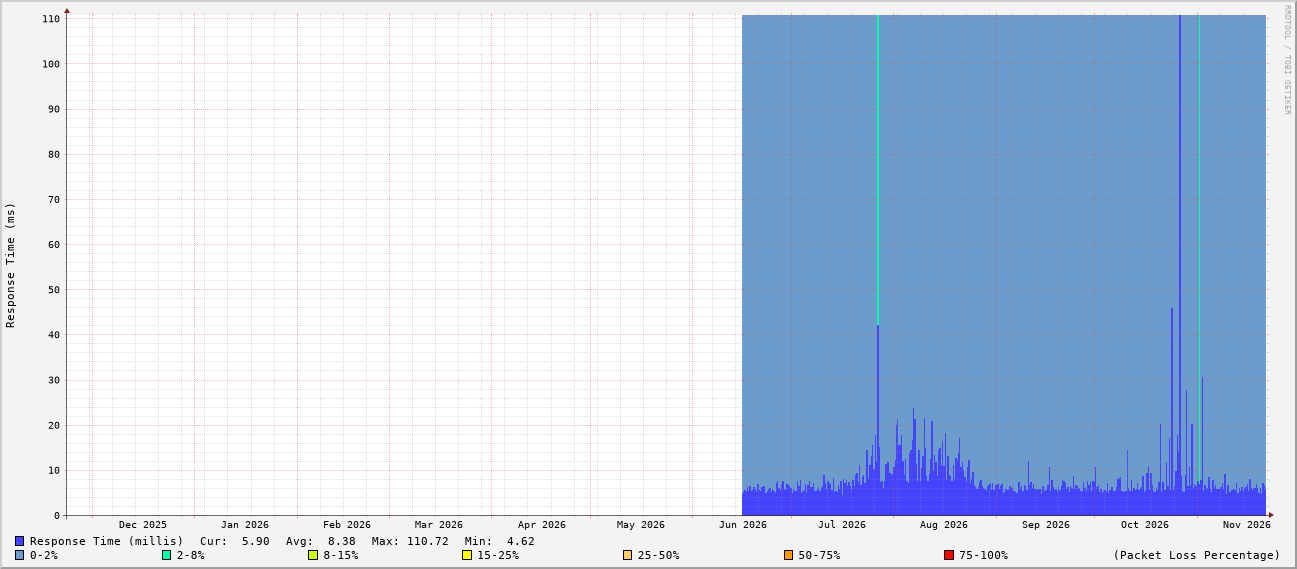 RRDTOOL / TOBI OETIKER
Response Time (ms)
110
100
90
80
70
60
50
40
30
20
10
0
Dec 2025 Jan 2026 Feb 2026 Mar 2026 Apr 2026 May 2026 Jun 2026 Jul 2026 Aug 2026 Sep 2026 Oct 2026 Nov 2026
Response Time (millis) Cur: 5.90 Avg: 8.38 Max: 110.72 Min: 4.62
0-2% 2-8% 8-15% 15-25% 25-50% 50-75% 75-100% (Packet Loss Percentage)